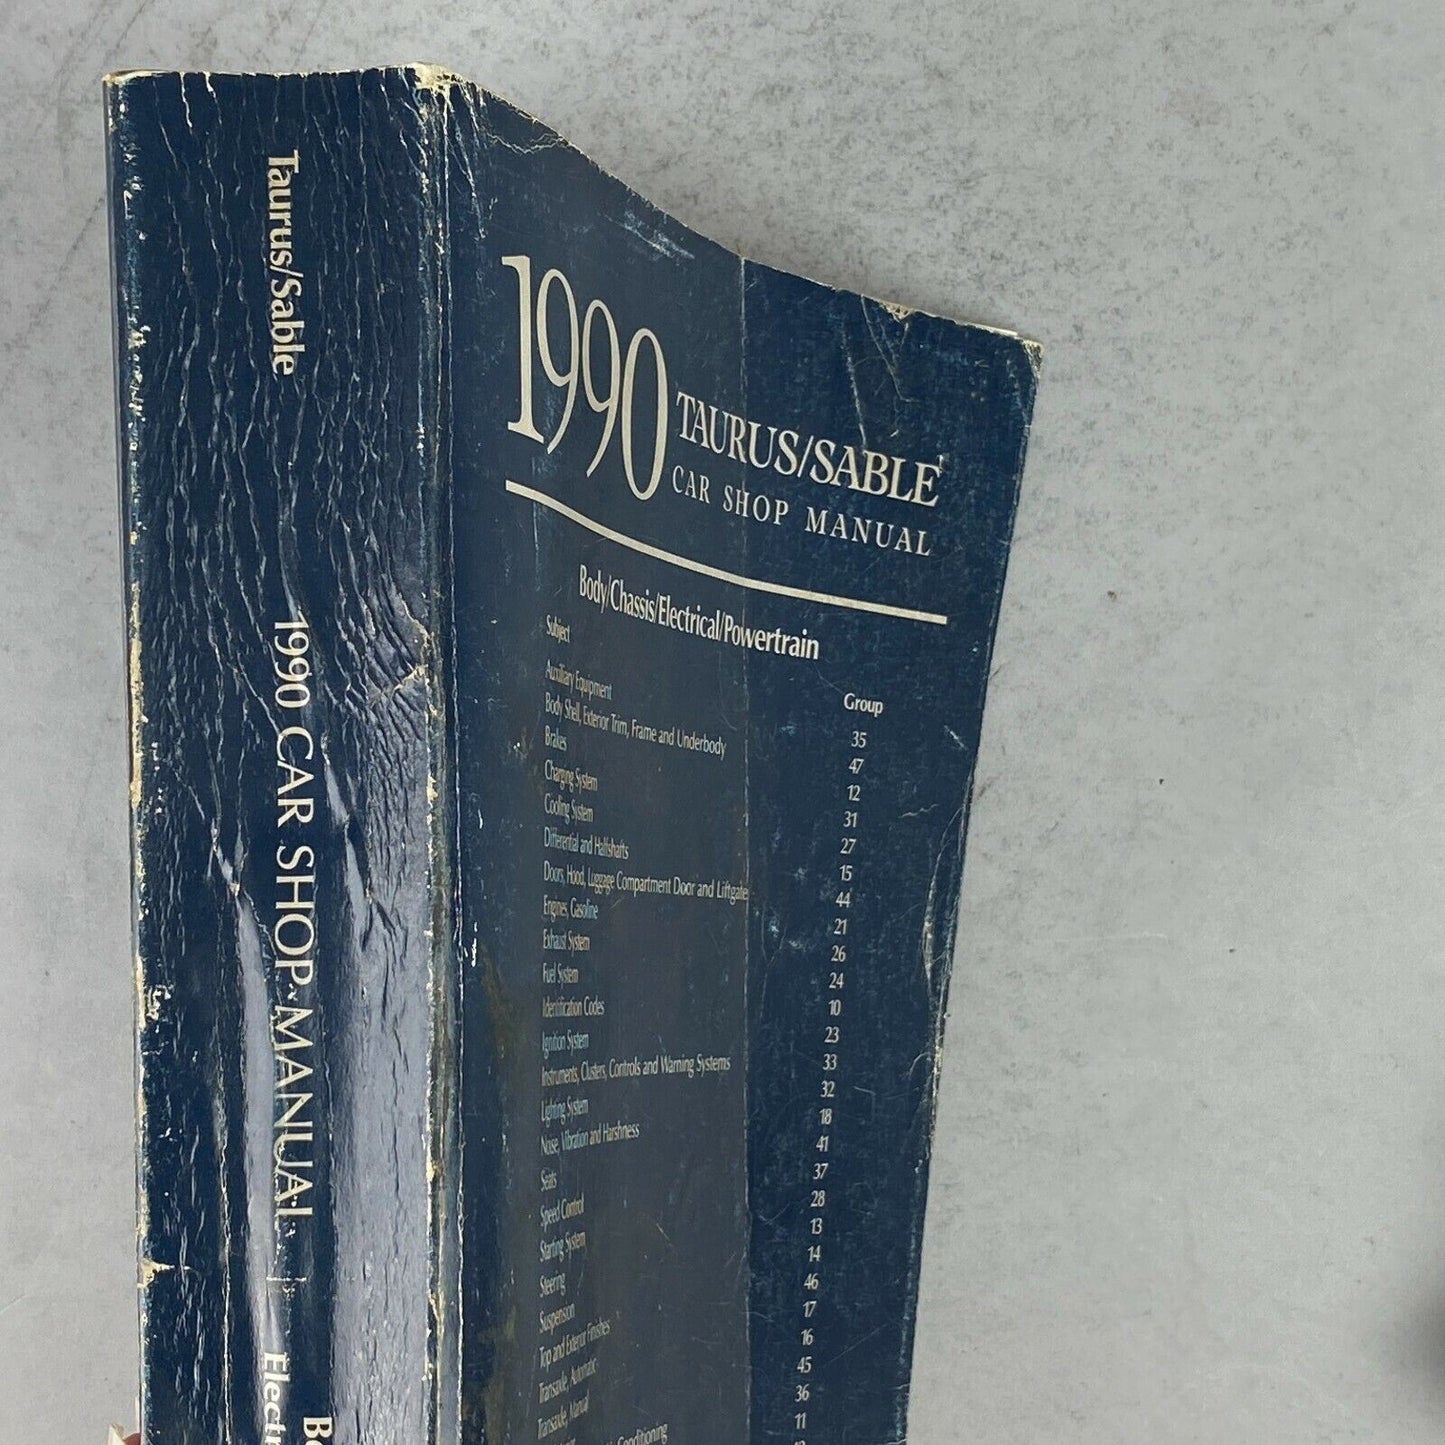 Taurus/Sable
1990 CAR SHOP MANUAL
1990 TAURUS/SABLE
CAR SHOP MANUAL
Body/Chassis/Electrical/Powertrain
Subject Group
Auxiliary Equipment 35
Body Shell, Exterior Trim, Frame and Underbody 47
Brakes 12
Charging System 31
Cooling System 27
Differential and Halfshafts 15
Doors, Hood, Luggage Compartment Door and Liftgate 44
Engines, Gasoline 21
Exhaust System 26
Fuel System 24
Identification Codes 10
Ignition System 23
Instruments, Clusters, Controls and Warning Systems 33
Lighting System 32
Noise, Vibration and Harshness 18
Seats 41
Speed Control 37
Starting System 28
Steering 13
Suspension 14
Top and Exterior Finishes 46
Transaxle, Automatic 17
Transaxle, Manual 16
45
Conditioning 36
11